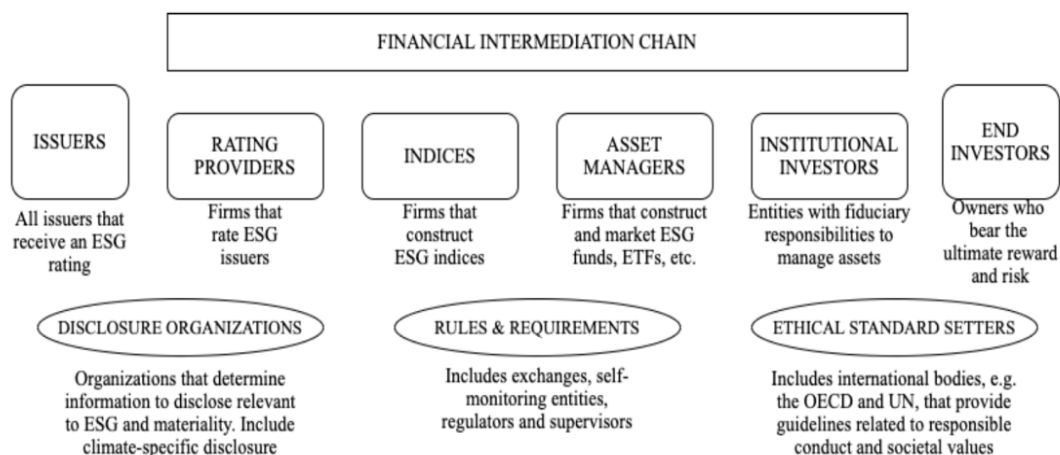 FINANCIAL INTERMEDIATION CHAIN
ISSUERS
All issuers that
receive an ESG
rating
RATING
PROVIDERS
Firms that
rate ESG
issuers
INDICES
Firms that
construct
ESG indices
ASSET
MANAGERS
Firms that construct
and market ESG
funds, ETFs, etc.
INSTITUTIONAL
INVESTORS
Entities with fiduciary
responsibilities to
manage assets
END
INVESTORS
Owners who
bear the
ultimate reward
and risk
DISCLOSURE ORGANIZATIONS
Organizations that determine
information to disclose relevant
to ESG and materiality. Include
climate-specific disclosure
RULES & REQUIREMENTS
Includes exchanges, self-
monitoring entities,
regulators and supervisors
ETHICAL STANDARD SETTERS
Includes international bodies, e.g.
the OECD and UN, that provide
guidelines related to responsible
conduct and societal values